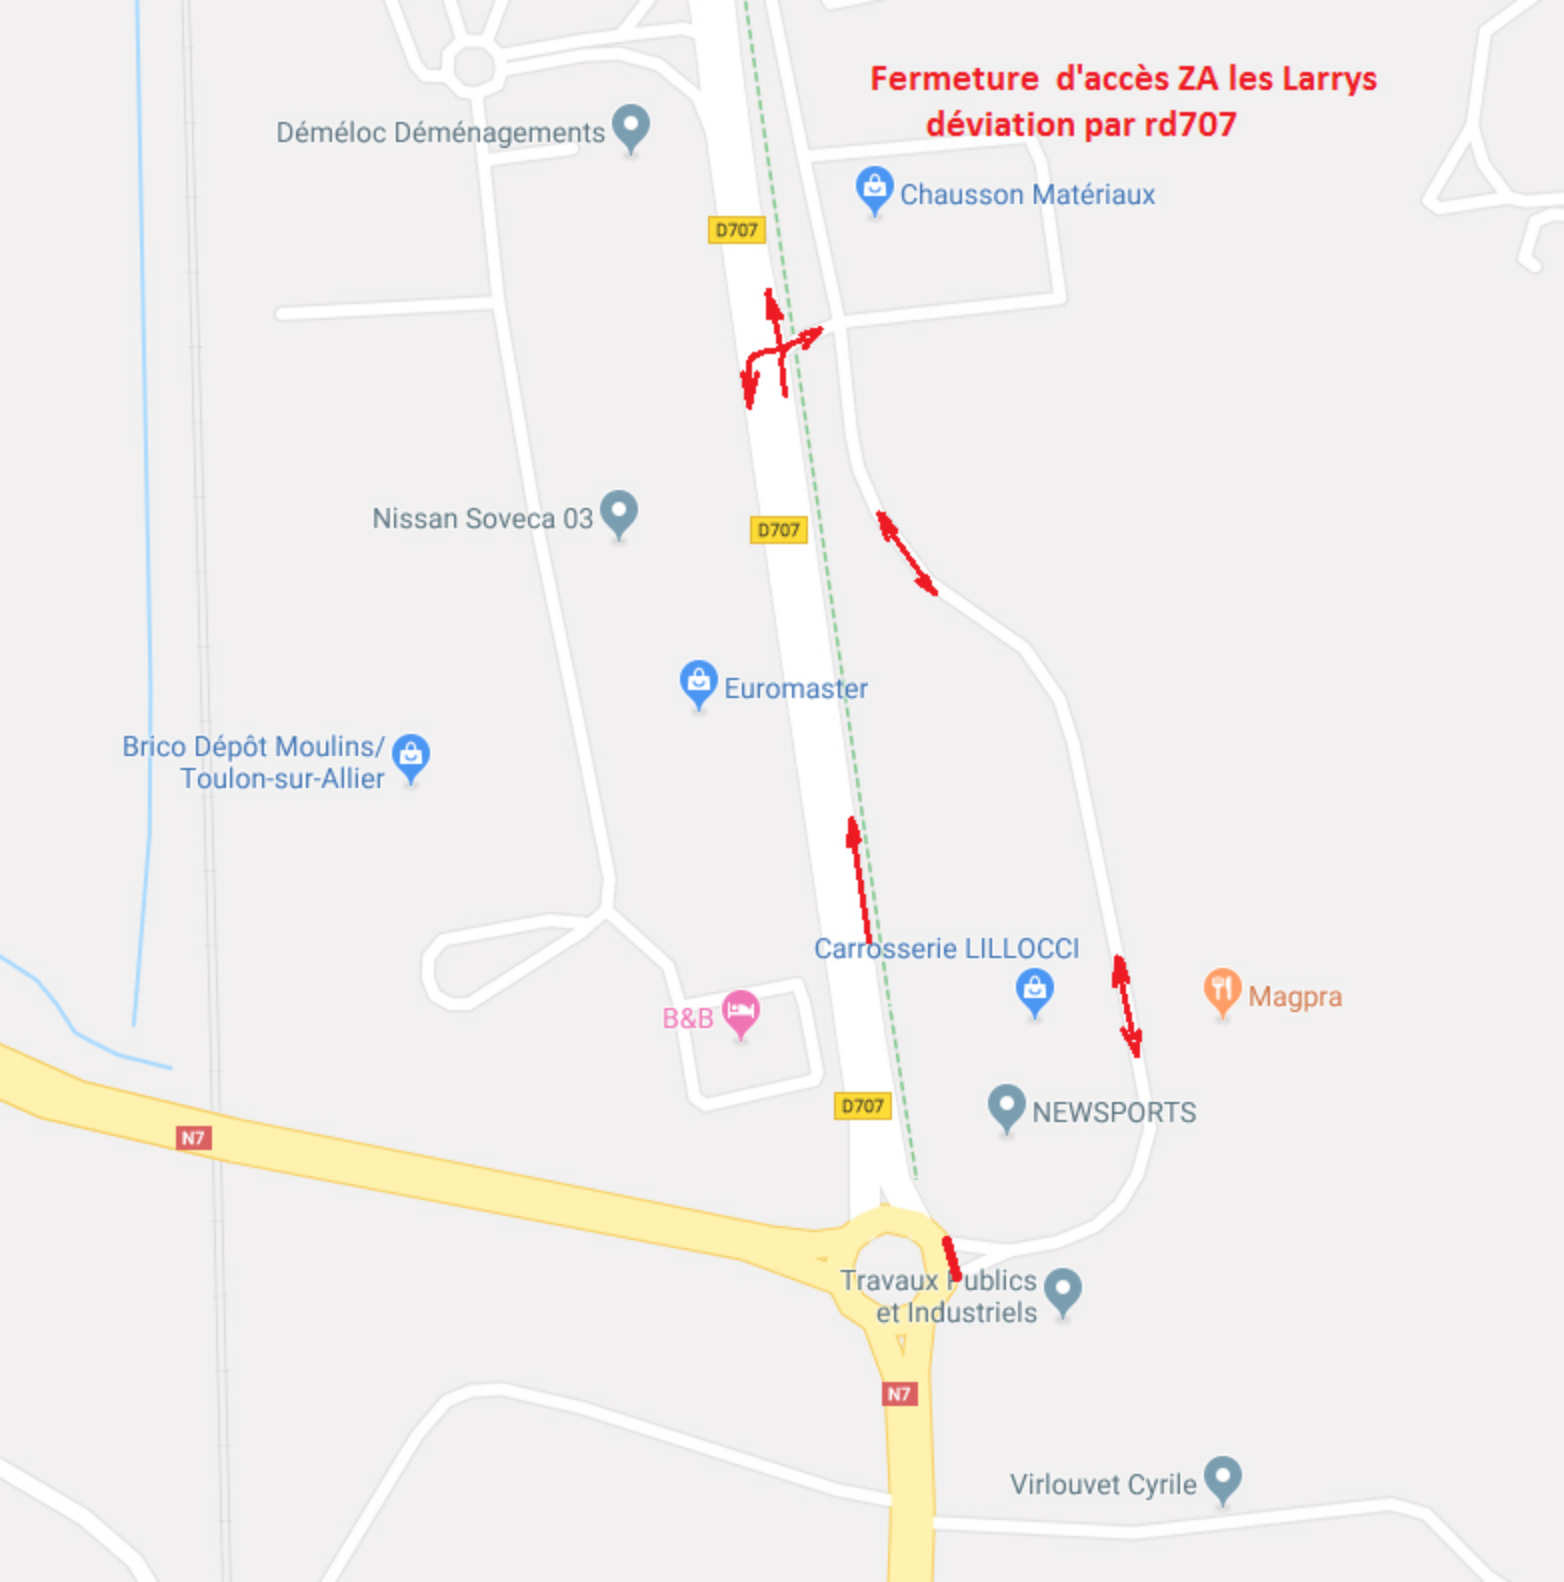 Fermeture d'accès ZA les Larrys
déviation par rd707
Déméloc Déménagements
Chausson Matériaux
D707
Nissan Soveca 03
D707
Euromaster
Brico Dépôt Moulins/
Toulon-sur-Allier
Carrosserie LILLOCCI
Magpra
B&B
D707
NEWSPORTS
N7
Travaux Publics
et Industriels
N7
Virlouvet Cyrile